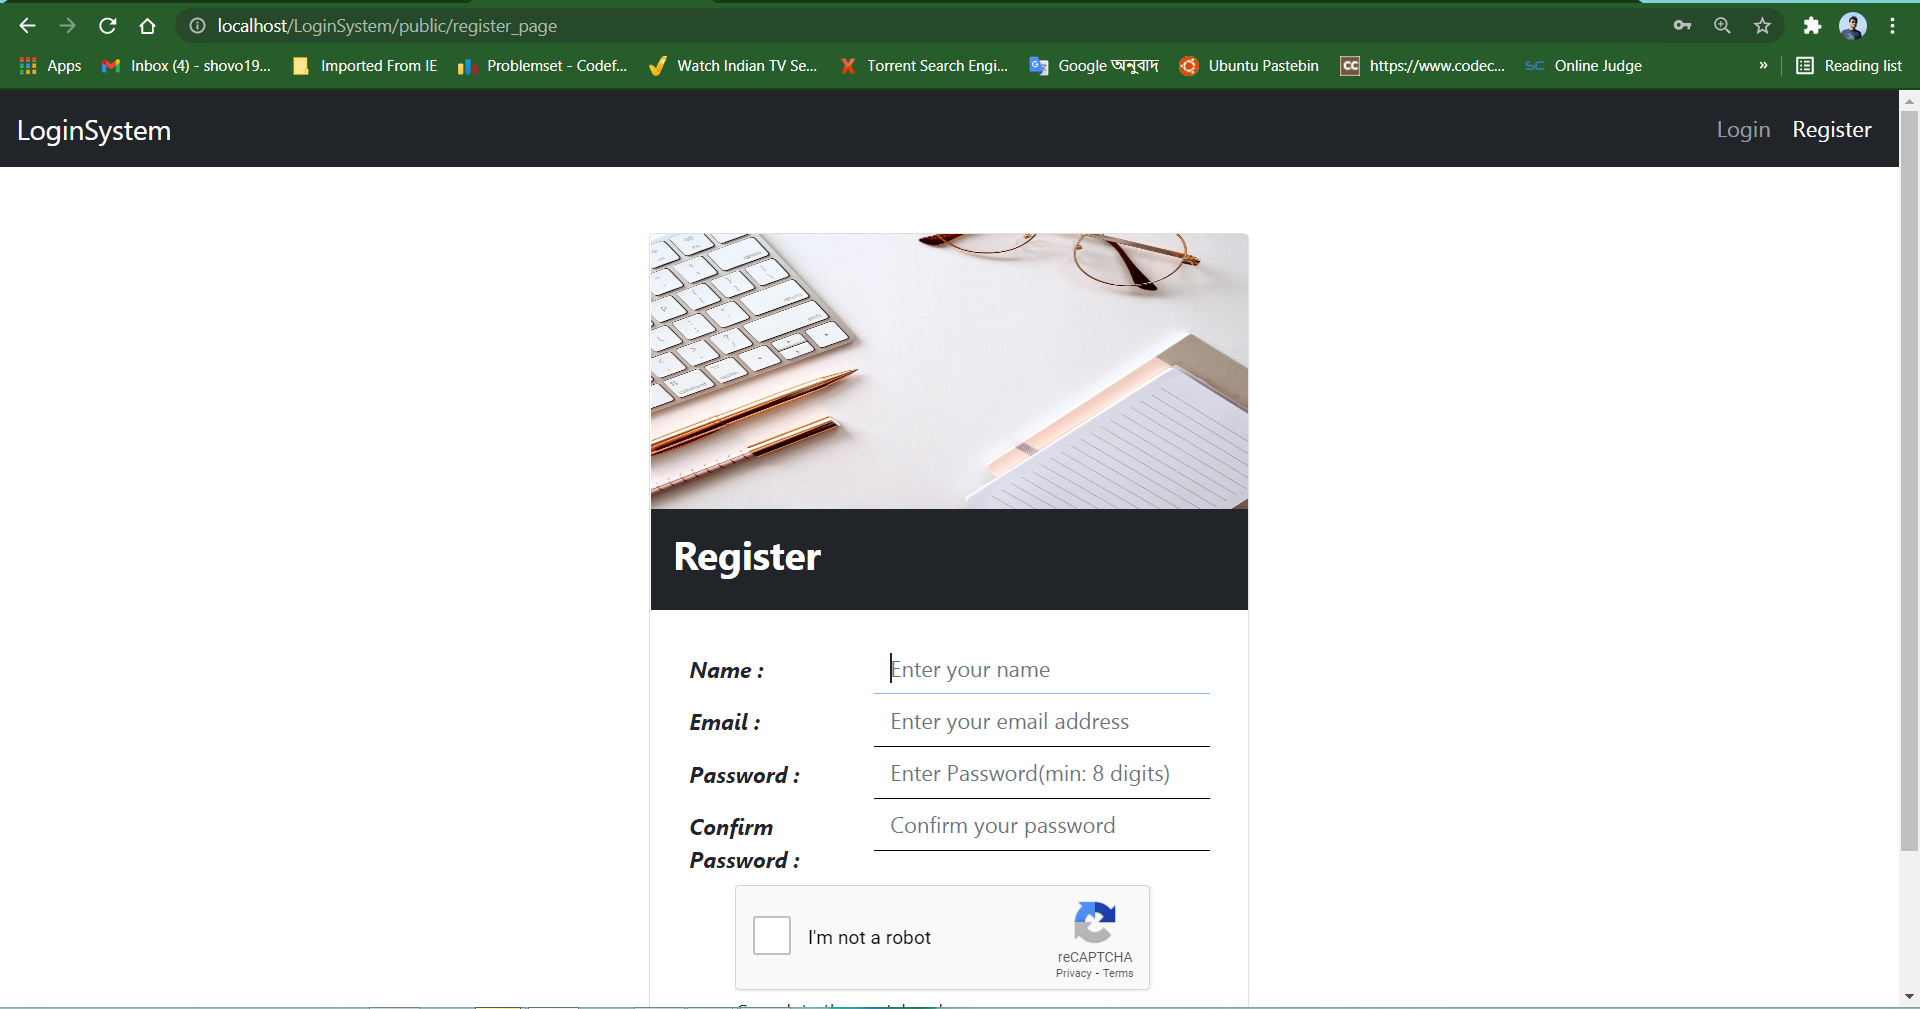 localhost/LoginSystem/public/register_page
Apps
Inbox (4) - shovo19...
Imported From IE
Problemset - Codef...
Watch Indian TV Se...
Torrent Search Engi...
Google অনুবাদ
Ubuntu Pastebin
CC https://www.codec...
Online Judge
»
Reading list
LoginSystem
Login
Register
Register
Name :
Enter your name
Email :
Enter your email address
Password :
Enter Password(min: 8 digits)
Confirm
Password :
Confirm your password
I'm not a robot
reCAPTCHA
Privacy - Terms